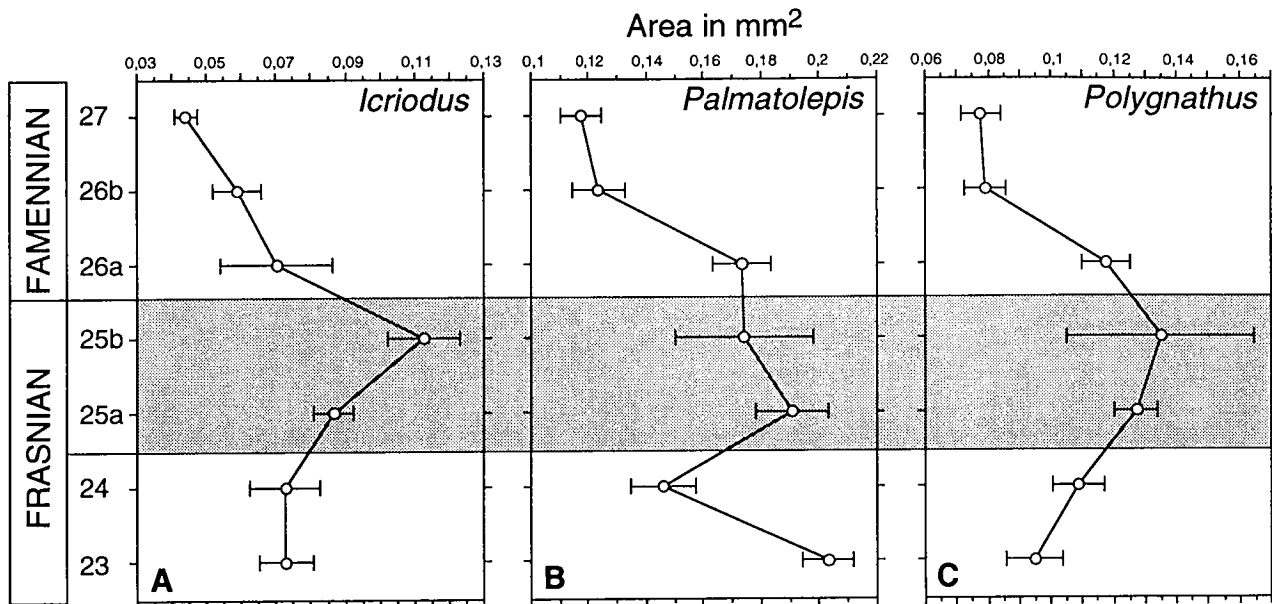 Area in mm2
0,03 0,05 0,07 0,09 0,11 0,13
0,1 0,12 0,14 0,16 0,18 0,2 0,22
0,06 0,08 0,1 0,12 0,14 0,16
Icriodus
Palmatolepis
Polygnathus
FAMENNIAN
27
26b
26a
FRASNIAN
25b
25a
24
23
A
B
C